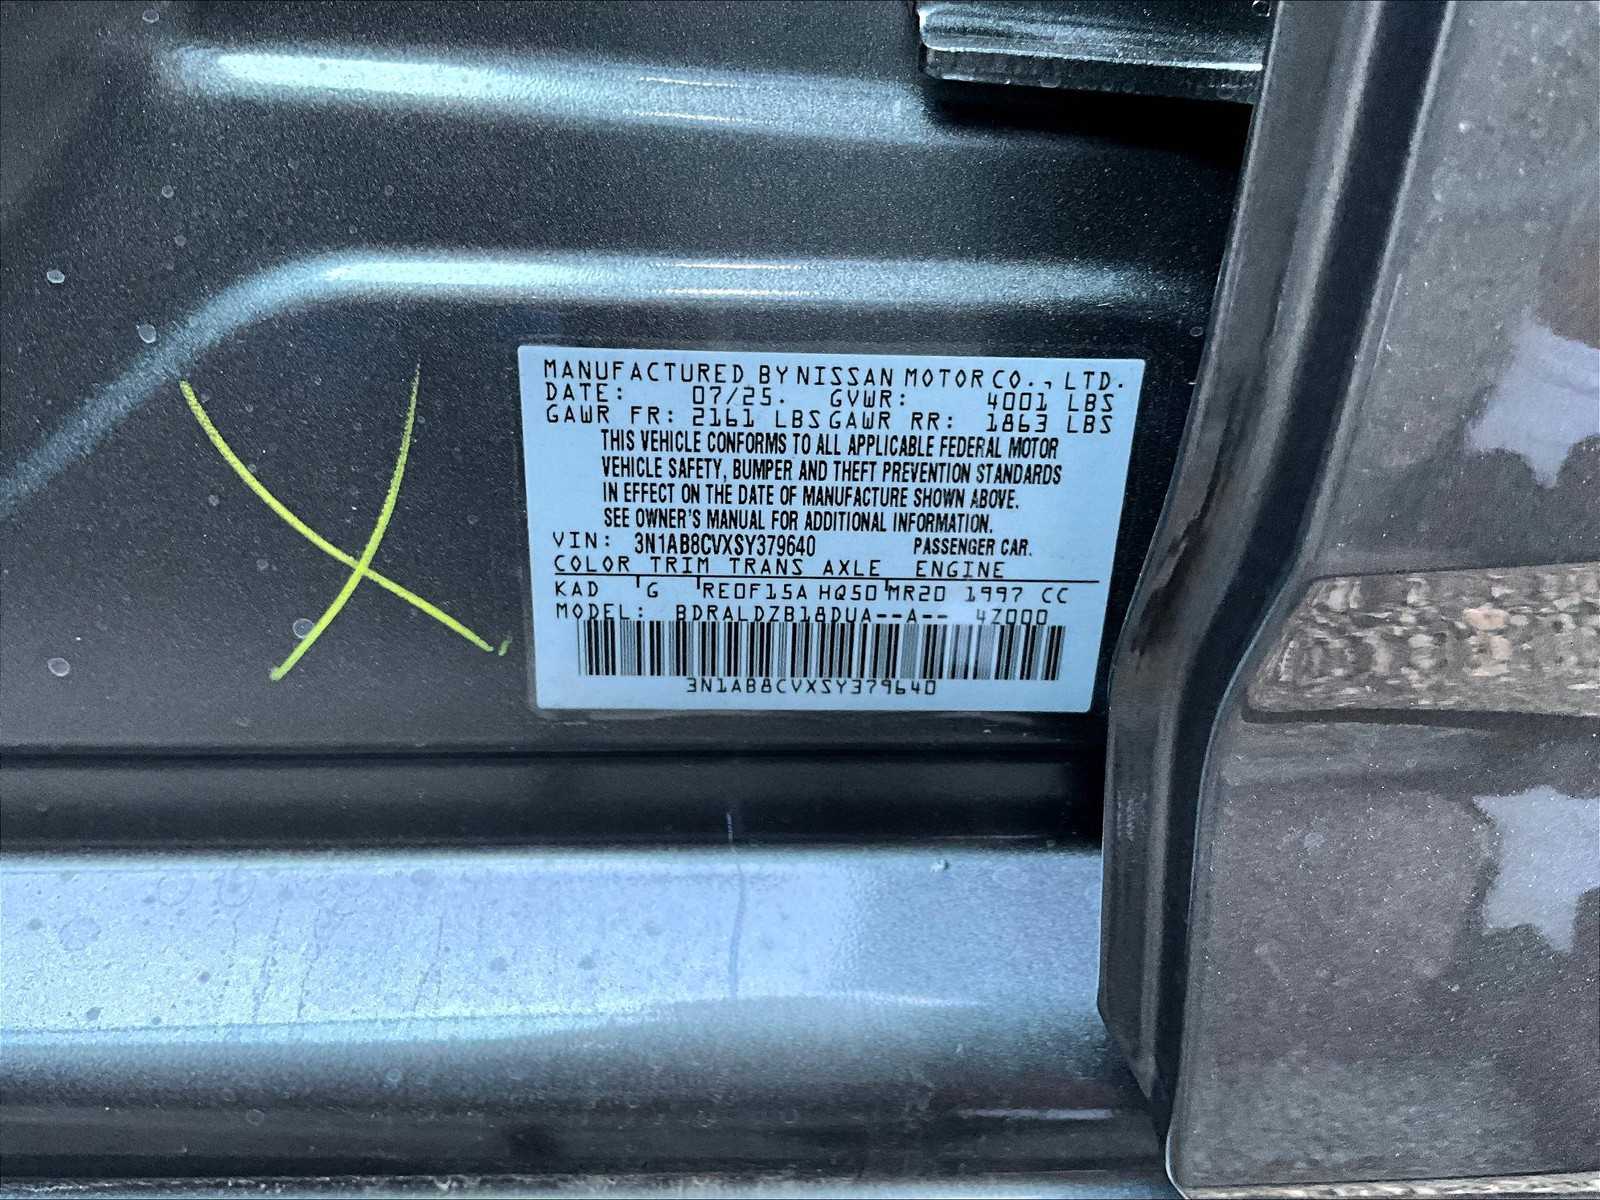 MANUFACTURED BY NISSAN MOTOR CO., LTD.
DATE: 07/25. GVWR: 4001 LBS
GAWR FR: 2161 LBS GAWR RR: 1863 LBS
THIS VEHICLE CONFORMS TO ALL APPLICABLE FEDERAL MOTOR
VEHICLE SAFETY, BUMPER AND THEFT PREVENTION STANDARDS
IN EFFECT ON THE DATE OF MANUFACTURE SHOWN ABOVE.
SEE OWNER'S MANUAL FOR ADDITIONAL INFORMATION.
VIN: 3N1AB8CVXSY379640 PASSENGER CAR.
COLOR TRIM TRANS AXLE ENGINE
KAD G RE0F15A HQ50 MR20 1997 CC
MODEL: BDRALDZB18DUA--A-- 4Z000
3N1AB8CVXSY379640